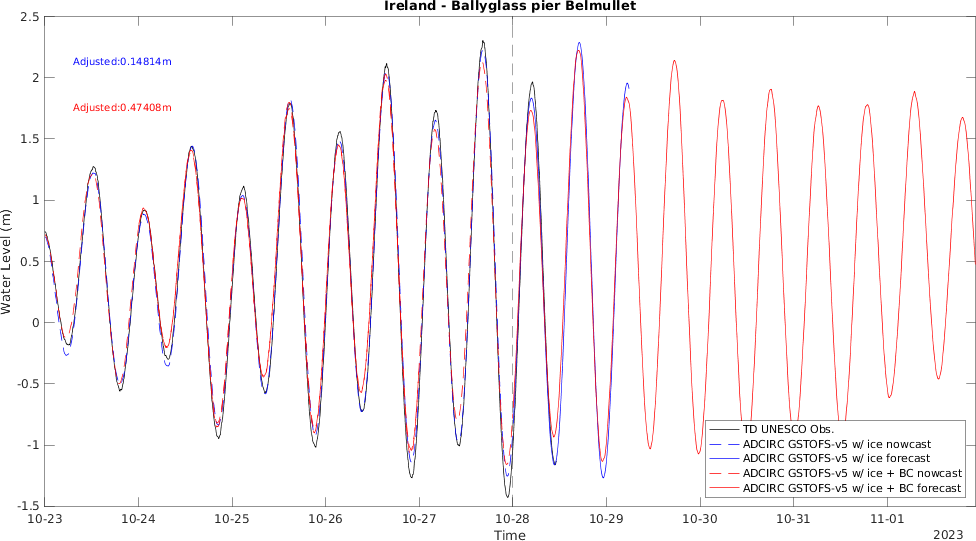 Ireland - Ballyglass pier Belmullet
2.5
2
1.5
1
0.5
0
-0.5
-1
-1.5
Water Level (m)
Adjusted:0.14814m
Adjusted:0.47408m
TD UNESCO Obs.
ADCIRC GSTOFS-v5 w/ ice nowcast
ADCIRC GSTOFS-v5 w/ ice forecast
ADCIRC GSTOFS-v5 w/ ice + BC nowcast
ADCIRC GSTOFS-v5 w/ ice + BC forecast
10-23 10-24 10-25 10-26 10-27 10-28 10-29 10-30 10-31 11-01
Time
2023